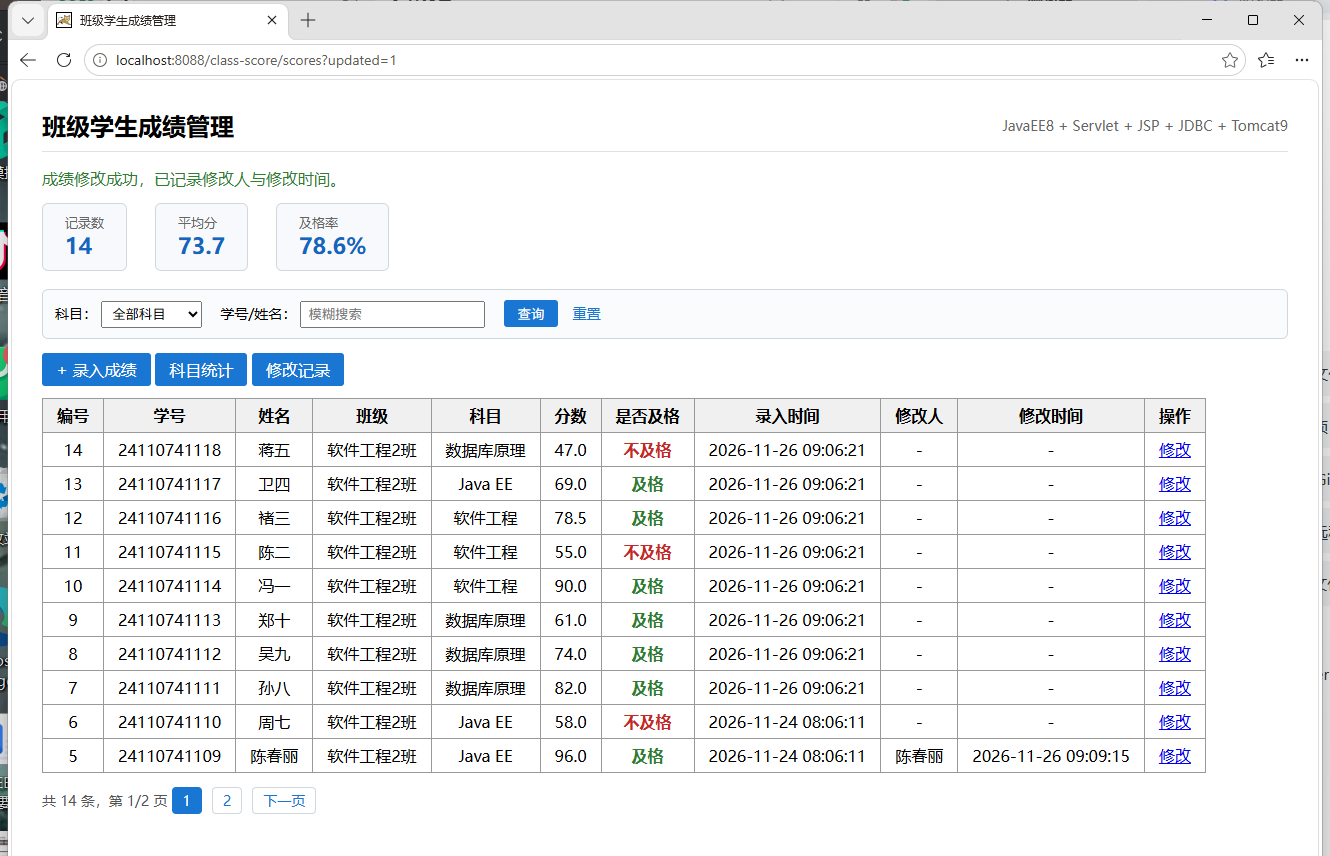 班级学生成绩管理
localhost:8088/class-score/scores?updated=1
班级学生成绩管理
JavaEE8 + Servlet + JSP + JDBC + Tomcat9
成绩修改成功，已记录修改人与修改时间。
记录数 平均分 及格率
14 73.7 78.6%
科目： 全部科目 学号/姓名： 模糊搜索 查询 重置
+ 录入成绩 科目统计 修改记录
编号 学号 姓名 班级 科目 分数 是否及格 录入时间 修改人 修改时间 操作
14 24110741118 蒋五 软件工程2班 数据库原理 47.0 不及格 2026-11-26 09:06:21 - - 修改
13 24110741117 卫四 软件工程2班 Java EE 69.0 及格 2026-11-26 09:06:21 - - 修改
12 24110741116 褚三 软件工程2班 软件工程 78.5 及格 2026-11-26 09:06:21 - - 修改
11 24110741115 陈二 软件工程2班 软件工程 55.0 不及格 2026-11-26 09:06:21 - - 修改
10 24110741114 冯一 软件工程2班 软件工程 90.0 及格 2026-11-26 09:06:21 - - 修改
9 24110741113 郑十 软件工程2班 数据库原理 61.0 及格 2026-11-26 09:06:21 - - 修改
8 24110741112 吴九 软件工程2班 数据库原理 74.0 及格 2026-11-26 09:06:21 - - 修改
7 24110741111 孙八 软件工程2班 数据库原理 82.0 及格 2026-11-26 09:06:21 - - 修改
6 24110741110 周七 软件工程2班 Java EE 58.0 不及格 2026-11-24 08:06:11 - - 修改
5 24110741109 陈春丽 软件工程2班 Java EE 96.0 及格 2026-11-24 08:06:11 陈春丽 2026-11-26 09:09:15 修改
共 14 条，第 1/2 页 1 2 下一页